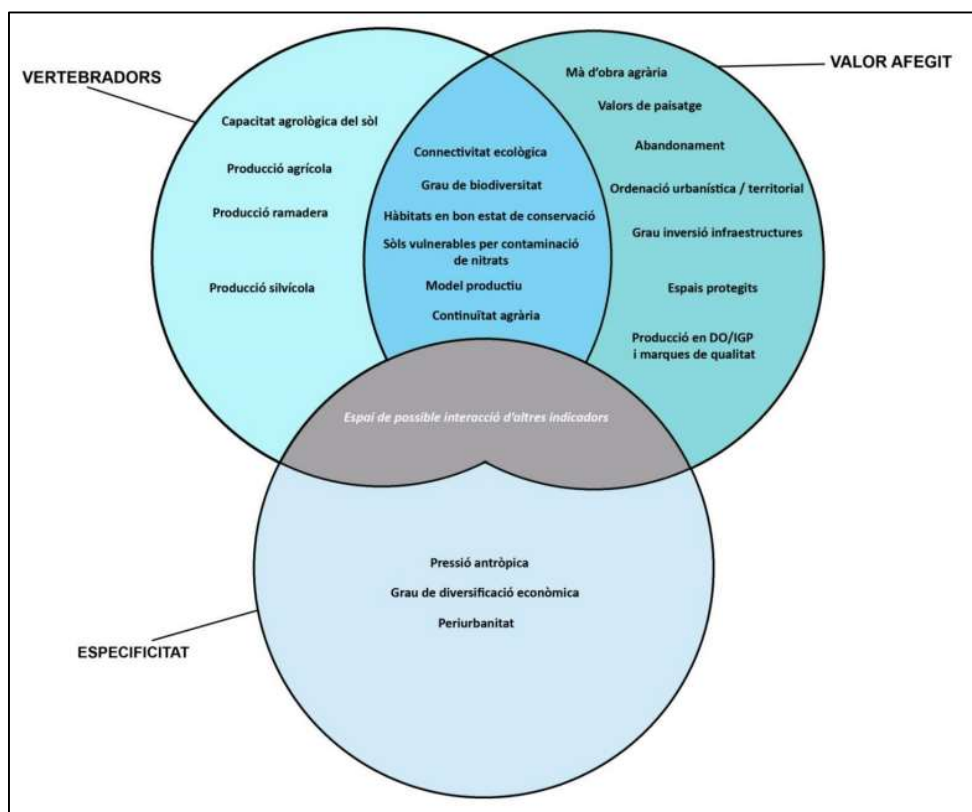 VERTEBRADORS
Capacitat agrològica del sòl
Producció agrícola
Producció ramadera
Producció silvícola
Connectivitat ecològica
Grau de biodiversitat
Hàbitats en bon estat de conservació
Sòls vulnerables per contaminació
de nitrats
Model productiu
Continuïtat agrària
VALOR AFEGIT
Mà d'obra agrària
Valors de paisatge
Abandonament
Ordenació urbanística / territorial
Grau inversió infraestructures
Espais protegits
Producció en DO/IGP
i marques de qualitat
Espai de possible interacció d'altres indicadors
Pressió antròpica
Grau de diversificació econòmica
Periurbanitat
ESPECIFICITAT